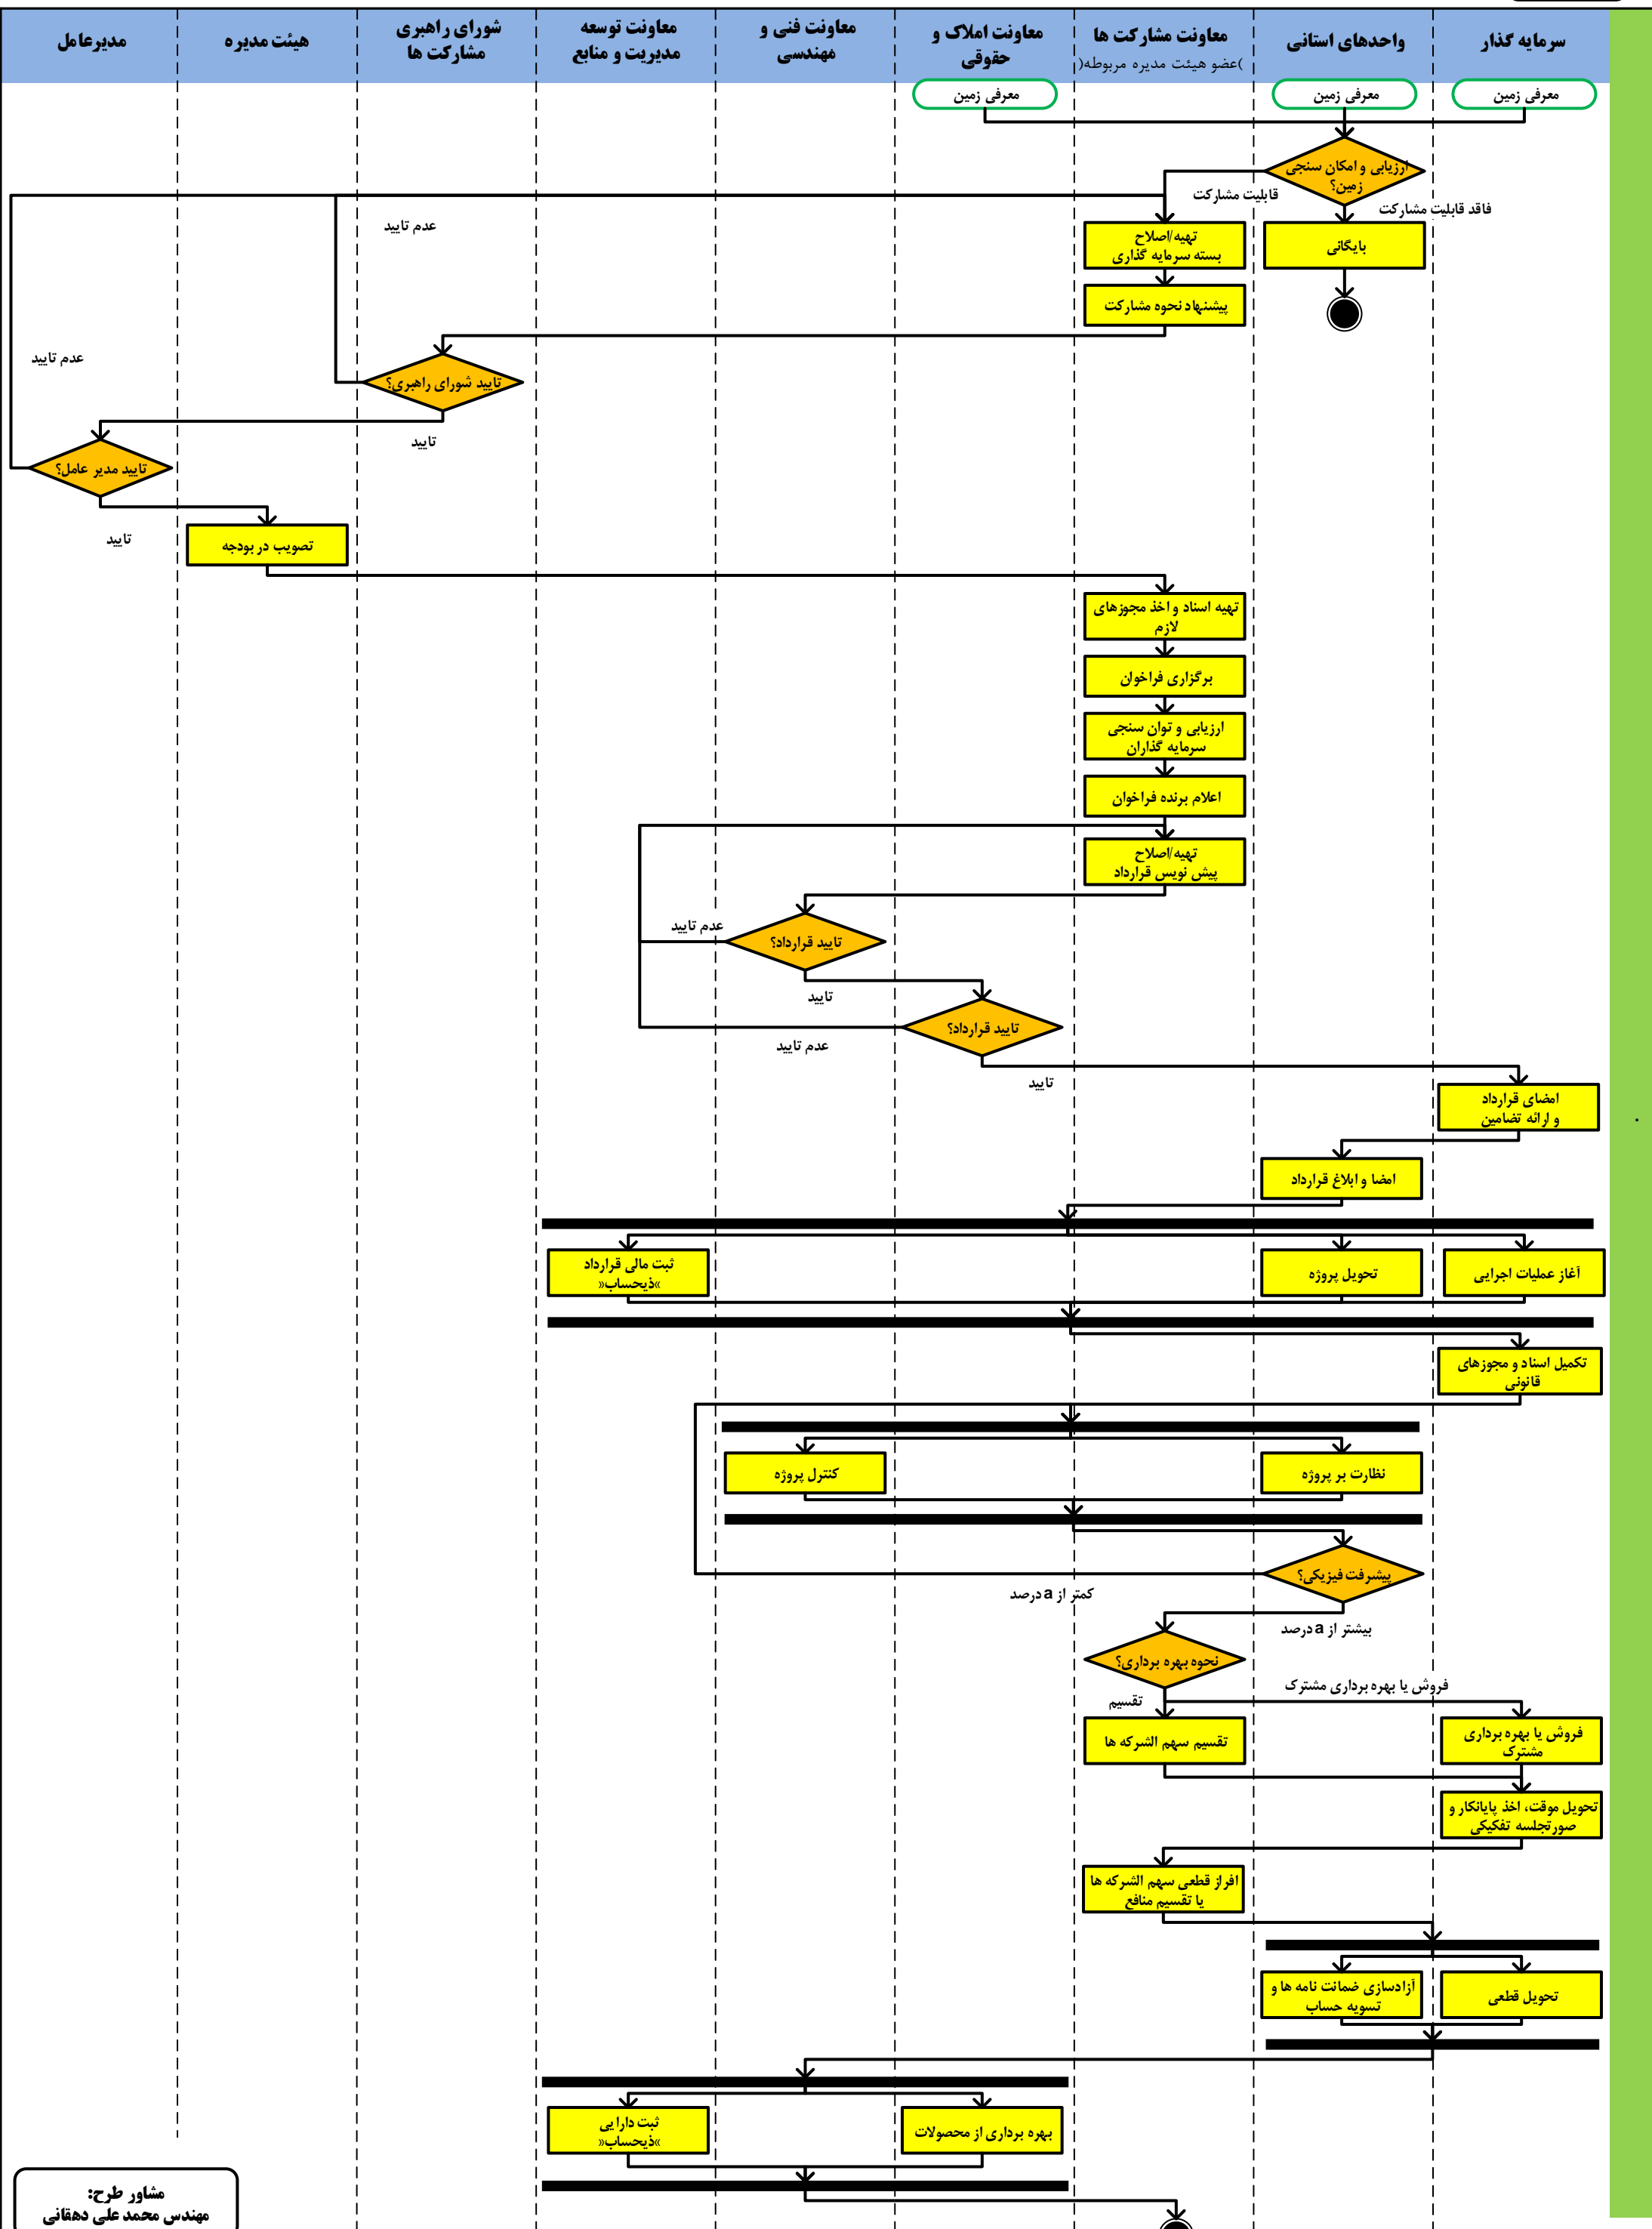 سرمایه گذار
واحدهای استانی
معاونت مشارکت ها
(عضو هیئت مدیره مربوطه)
معاونت املاک و
حقوقی
معاونت فنی و
مهندسی
معاونت توسعه
مدیریت و منابع
شورای راهبری
مشارکت ها
هیئت مدیره
مدیرعامل
معرفی زمین
معرفی زمین
معرفی زمین
ارزیابی و امکان سنجی
زمین؟
قابلیت مشارکت
فاقد قابلیت مشارکت
بایگانی
تهیه/اصلاح
بسته سرمایه گذاری
پیشنهاد نحوه مشارکت
عدم تایید
تایید شورای راهبری؟
عدم تایید
تایید
تایید مدیر عامل؟
تایید
تصویب در بودجه
تهیه اسناد و اخذ مجوزهای
لازم
برگزاری فراخوان
ارزیابی و توان سنجی
سرمایه گذاران
اعلام برنده فراخوان
تهیه/اصلاح
پیش نویس قرارداد
تایید قرارداد؟
عدم تایید
تایید
تایید قرارداد؟
عدم تایید
تایید
امضای قرارداد
و ارائه تضامین
امضا و ابلاغ قرارداد
آغاز عملیات اجرایی
تحویل پروژه
ثبت مالی قرارداد
«ذیحساب»
تکمیل اسناد و مجوزهای
قانونی
نظارت بر پروژه
کنترل پروژه
پیشرفت فیزیکی؟
کمتر از a درصد
بیشتر از a درصد
نحوه بهره برداری؟
فروش یا بهره برداری مشترک
تقسیم
فروش یا بهره برداری
مشترک
تقسیم سهم الشرکه ها
تحویل موقت، اخذ پایانکار و
صورتجلسه تفکیکی
افراز قطعی سهم الشرکه ها
یا تقسیم منافع
تحویل قطعی
آزادسازی ضمانت نامه ها و
تسویه حساب
بهره برداری از محصولات
ثبت دارایی
«ذیحساب»
مشاور طرح:
مهندس محمد علی دهقانی